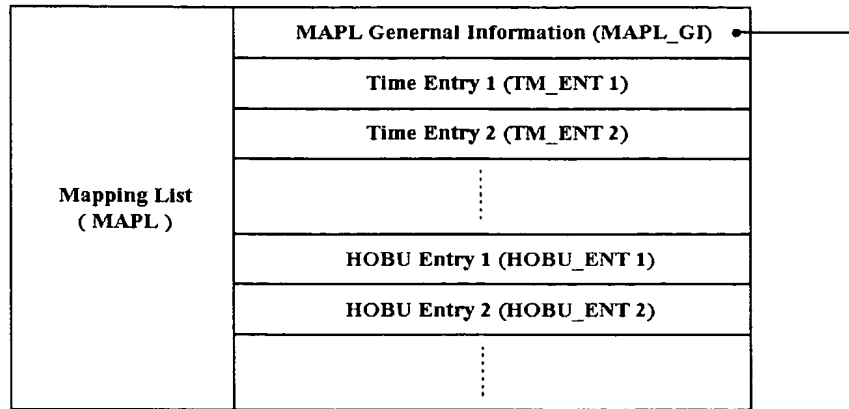 MAPL Genernal Information (MAPL_GI)
Time Entry 1 (TM_ENT 1)
Time Entry 2 (TM_ENT 2)
Mapping List
( MAPL )
HOBU Entry 1 (HOBU_ENT 1)
HOBU Entry 2 (HOBU_ENT 2)